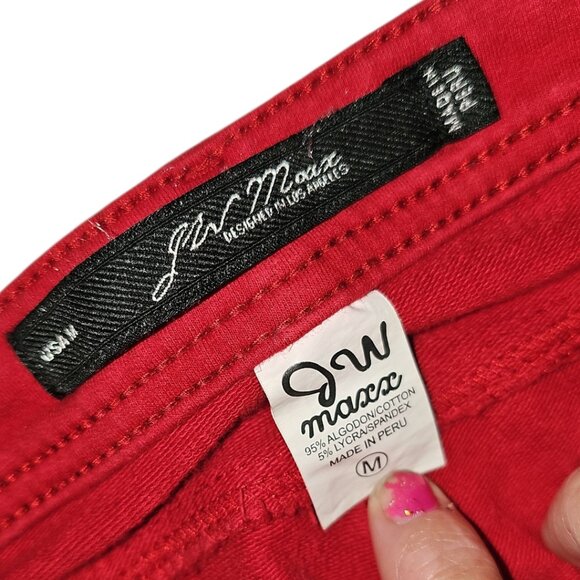 JW Maxx
DESIGNED IN LOS ANGELES
MADE IN
PERU
USA M
JW
maxx
95% ALGODON/COTTON
5% LYCRA/SPANDEX
MADE IN PERU
M